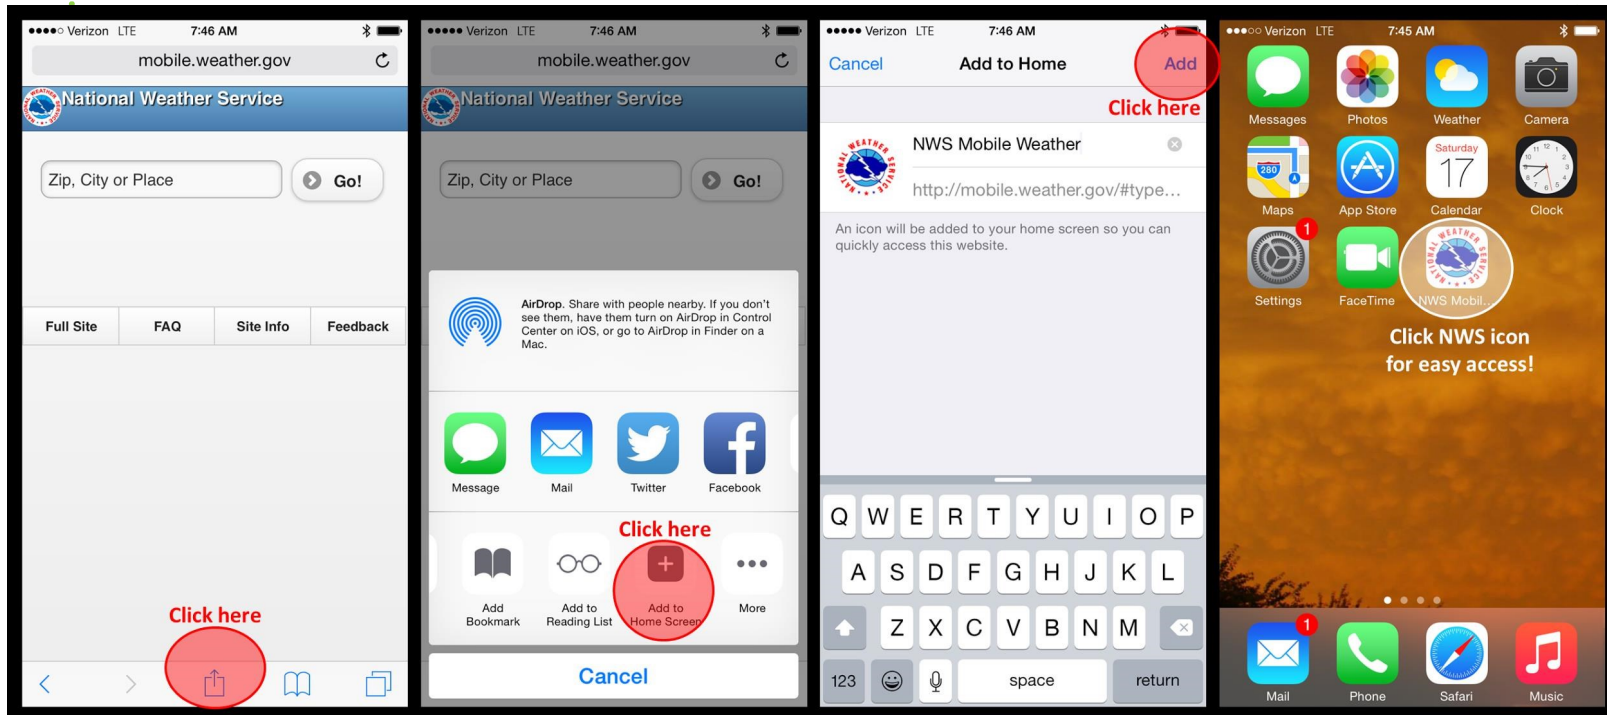 Verizon LTE 7:46 AM
mobile.weather.gov
National Weather Service
Zip, City or Place
Go!
Full Site FAQ Site Info Feedback
Click here
Verizon LTE 7:46 AM
mobile.weather.gov
National Weather Service
Zip, City or Place
Go!
AirDrop. Share with people nearby. If you don't
see them, have them turn on AirDrop in Control
Center on iOS, or go to AirDrop in Finder on a
Mac.
Message Mail Twitter Facebook
Click here
Add
Bookmark
Add to
Reading List
Add to
Home Screen
More
Cancel
Verizon LTE 7:46 AM
Cancel Add to Home Add
Click here
NATIONAL WEATHER SERVICE
NWS Mobile Weather
http://mobile.weather.gov/#type...
An icon will be added to your home screen so you can
quickly access this website.
Q W E R T Y U I O P
A S D F G H J K L
Z X C V B N M
123 space return
Verizon LTE 7:45 AM
Messages Photos Weather Camera
280
Saturday
17
Maps App Store Calendar Clock
1
NATIONAL WEATHER SERVICE
Settings FaceTime NWS Mobil...
Click NWS icon
for easy access!
1
Mail Phone Safari Music